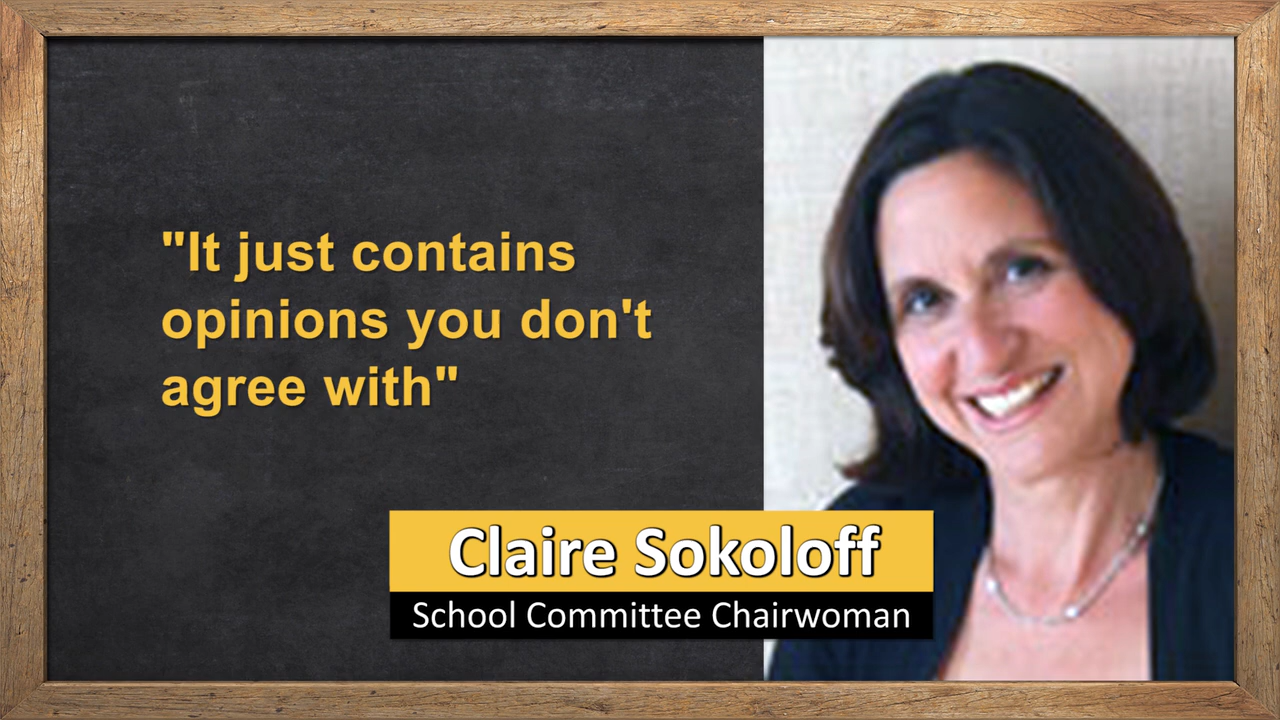 "It just contains
opinions you don't
agree with"
Claire Sokoloff
School Committee Chairwoman